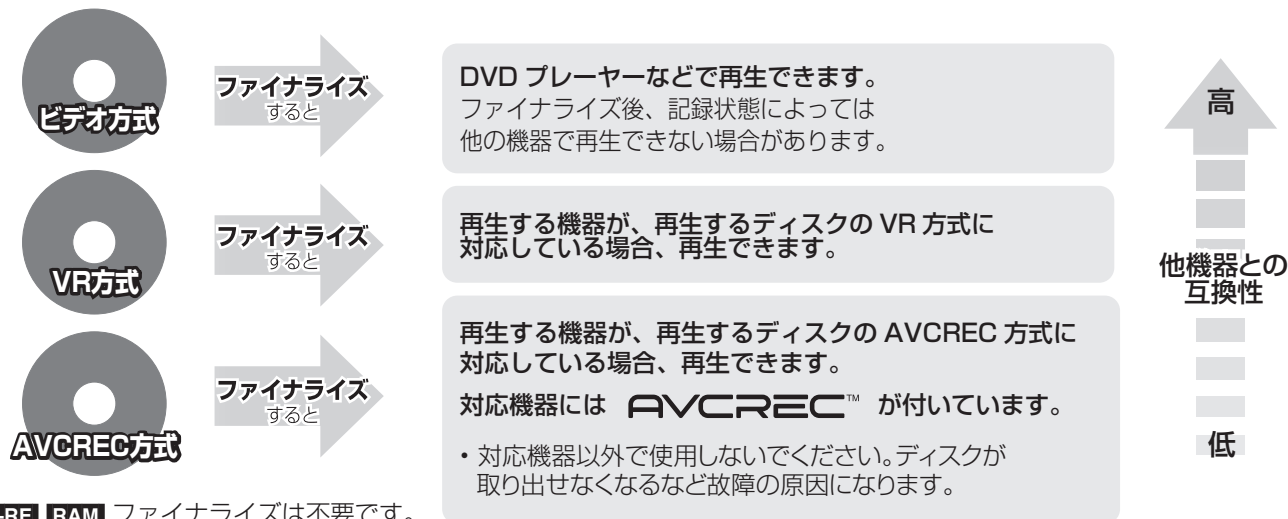 ビデオ方式
ファイナライズ
すると
DVD プレーヤーなどで再生できます。
ファイナライズ後、記録状態によっては
他の機器で再生できない場合があります。
VR方式
ファイナライズ
すると
再生する機器が、再生するディスクの VR 方式に
対応している場合、再生できます。
AVCREC方式
ファイナライズ
すると
再生する機器が、再生するディスクの AVCREC 方式に
対応している場合、再生できます。
対応機器には AVCREC™ が付いています。
・対応機器以外で使用しないでください。ディスクが
取り出せなくなるなど故障の原因になります。
高
他機器との
互換性
低
-RE RAM ファイナライズは不要です。